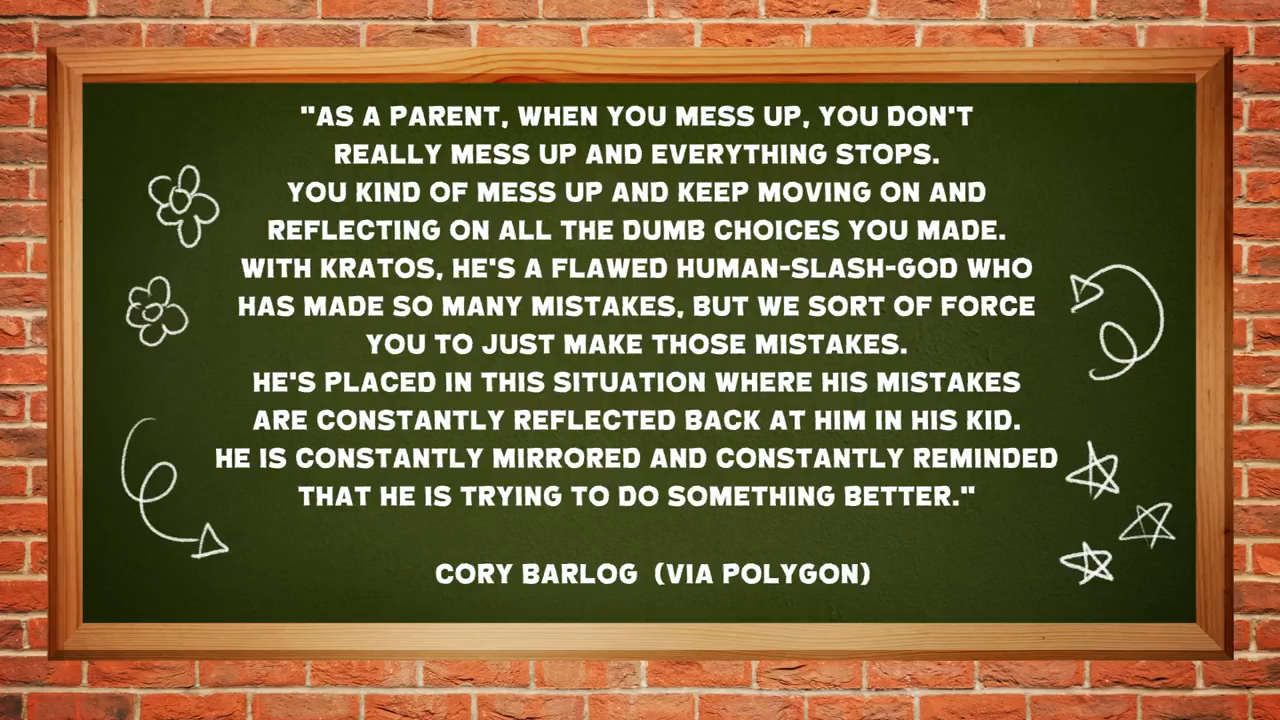 "AS A PARENT, WHEN YOU MESS UP, YOU DON'T
REALLY MESS UP AND EVERYTHING STOPS.
YOU KIND OF MESS UP AND KEEP MOVING ON AND
REFLECTING ON ALL THE DUMB CHOICES YOU MADE.
WITH KRATOS, HE'S A FLAWED HUMAN-SLASH-GOD WHO
HAS MADE SO MANY MISTAKES, BUT WE SORT OF FORCE
YOU TO JUST MAKE THOSE MISTAKES.
HE'S PLACED IN THIS SITUATION WHERE HIS MISTAKES
ARE CONSTANTLY REFLECTED BACK AT HIM IN HIS KID.
HE IS CONSTANTLY MIRRORED AND CONSTANTLY REMINDED
THAT HE IS TRYING TO DO SOMETHING BETTER."
CORY BARLOG (VIA POLYGON)